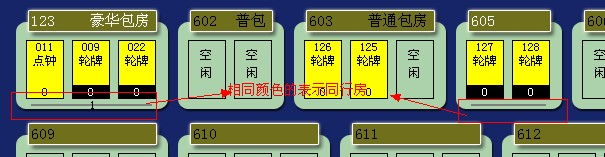 123 豪华包房
011 点钟 0
009 轮牌 0
022 轮牌 0
1
602 普包
空闲
空闲
603 普通包房
126 轮牌 0
125 轮牌 0
空闲
605
127 轮牌 0
128 轮牌 0
相同颜色的表示同行房
609
610
611
612